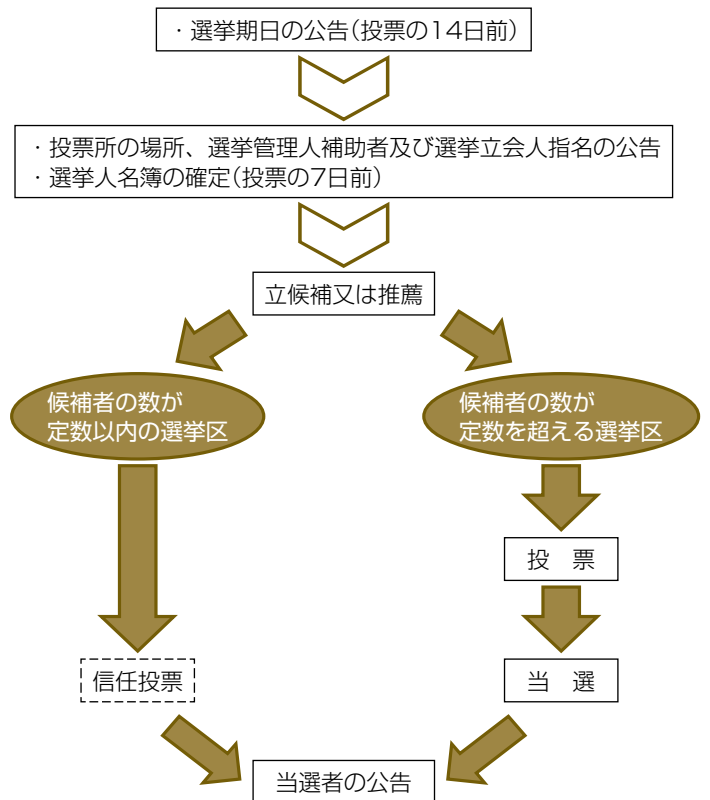 ・選挙期日の公告(投票の14日前)
・投票所の場所、選挙管理人補助者及び選挙立会人指名の公告
・選挙人名簿の確定(投票の7日前)
立候補又は推薦
候補者の数が
定数以内の選挙区
候補者の数が
定数を超える選挙区
投　票
信任投票
当　選
当選者の公告